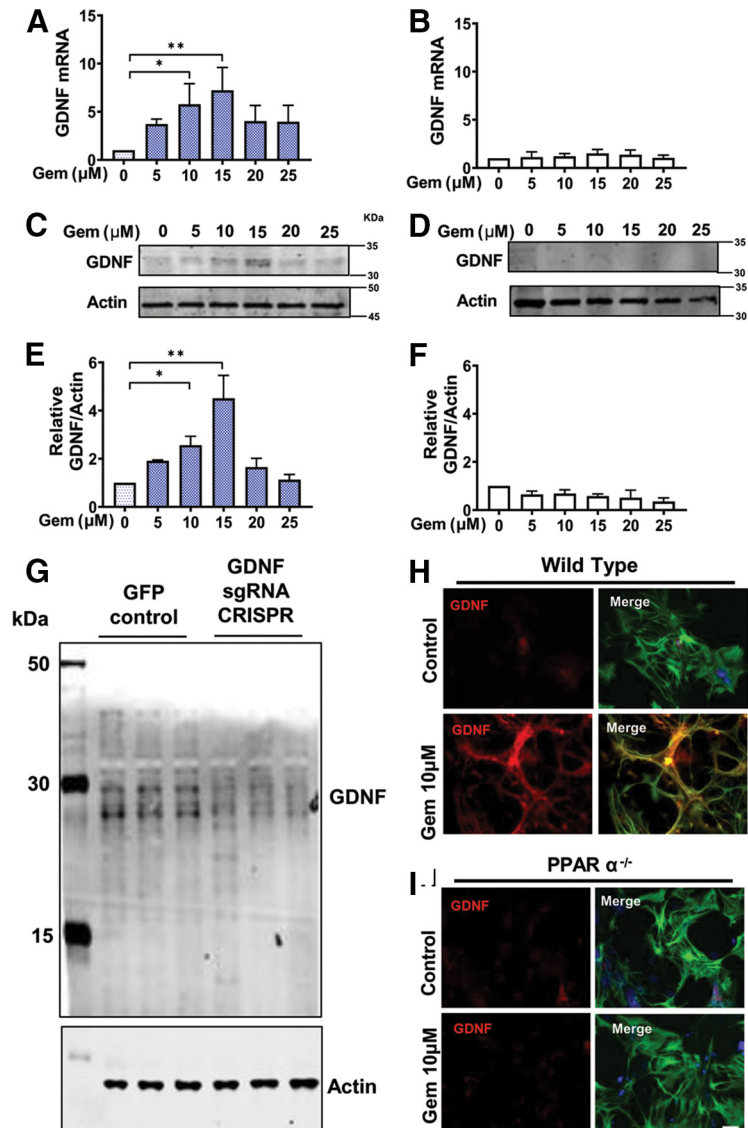 A
15
10
5
0
GDNF mRNA
**
*
Gem (μM) 0 5 10 15 20 25
B
15
10
5
0
GDNF mRNA
Gem (μM) 0 5 10 15 20 25
C
Gem (μM) 0 5 10 15 20 25
KDa
GDNF
35
30
Actin
50
45
D
Gem (μM) 0 5 10 15 20 25
GDNF
35
30
Actin
35
30
E
6
4
2
0
Relative
GDNF/Actin
**
*
Gem (μM) 0 5 10 15 20 25
F
6
4
2
0
Relative
GDNF/Actin
Gem (μM) 0 5 10 15 20 25
G
kDa
GFP
control
GDNF
sgRNA
CRISPR
50
30
15
GDNF
Actin
H
Wild Type
Control
GDNF
Merge
Gem 10μM
GDNF
Merge
I
PPAR α-/-
Control
GDNF
Merge
Gem 10μM
GDNF
Merge